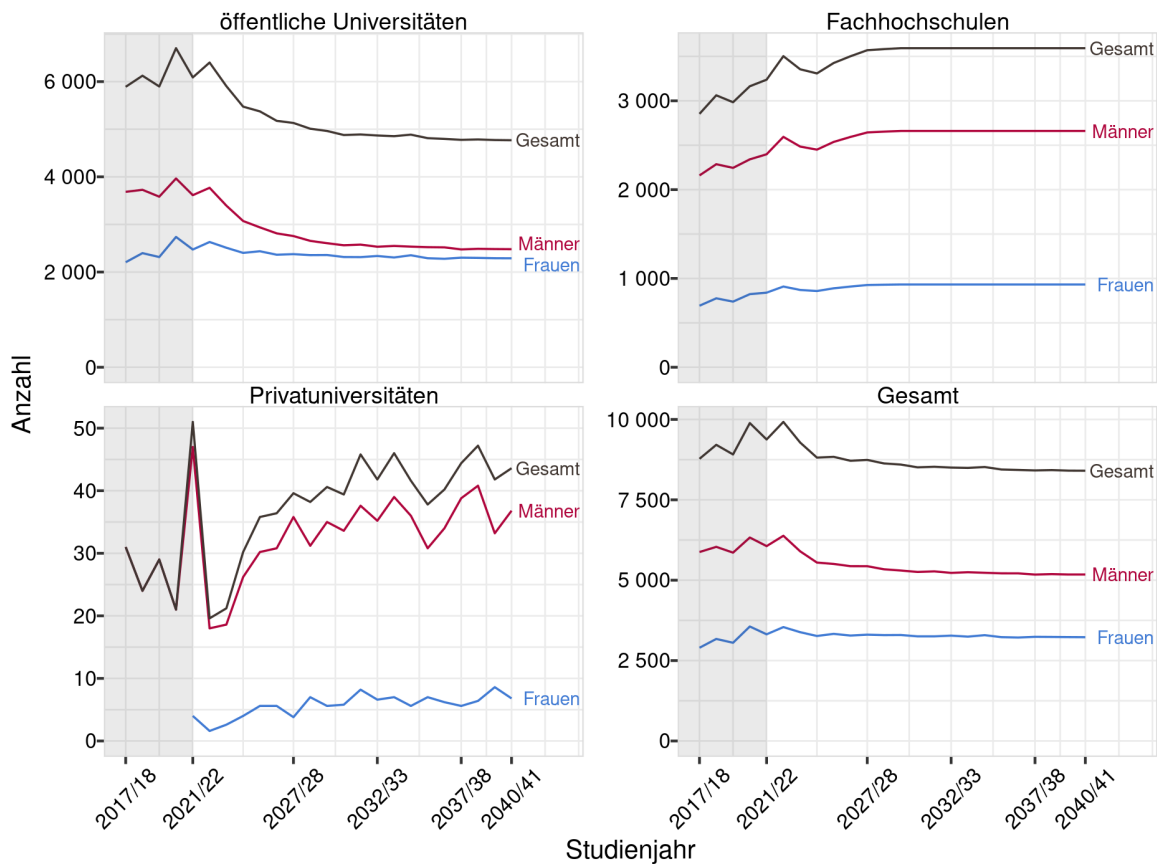 öffentliche Universitäten
6 000
4 000
2 000
0
Gesamt
Männer
Frauen
Fachhochschulen
3 000
2 000
1 000
0
Gesamt
Männer
Frauen
Anzahl
Privatuniversitäten
50
40
30
20
10
0
Gesamt
Männer
Frauen
2017/18
2021/22
2027/28
2032/33
2037/38
2040/41
Gesamt
10 000
7 500
5 000
2 500
0
Gesamt
Männer
Frauen
2017/18
2021/22
2027/28
2032/33
2037/38
2040/41
Studienjahr